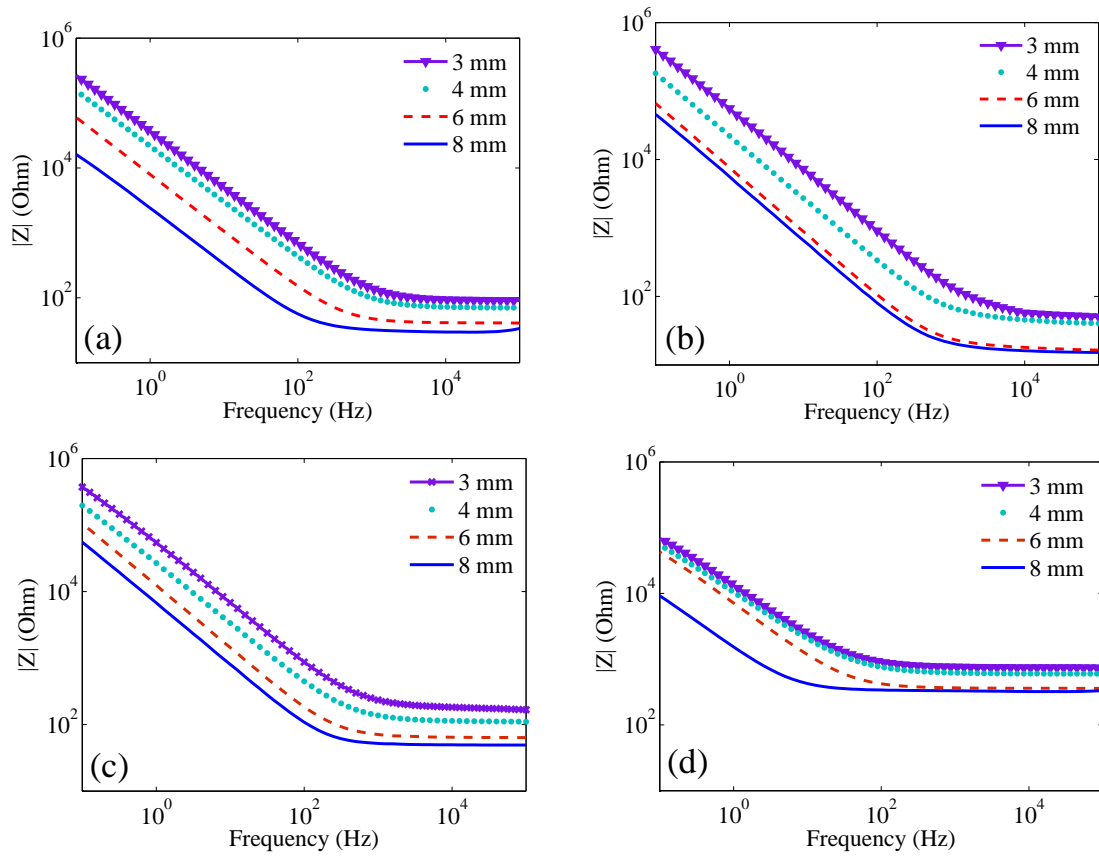 10^6
10^4
10^2
|Z| (Ohm)
3 mm
4 mm
6 mm
8 mm
(a)
10^0
10^2
10^4
Frequency (Hz)
10^6
10^4
10^2
|Z| (Ohm)
3 mm
4 mm
6 mm
8 mm
(b)
10^0
10^2
10^4
Frequency (Hz)
10^6
10^4
10^2
|Z| (Ohm)
3 mm
4 mm
6 mm
8 mm
(c)
10^0
10^2
10^4
Frequency (Hz)
10^6
10^4
10^2
|Z| (Ohm)
3 mm
4 mm
6 mm
8 mm
(d)
10^0
10^2
10^4
Frequency (Hz)